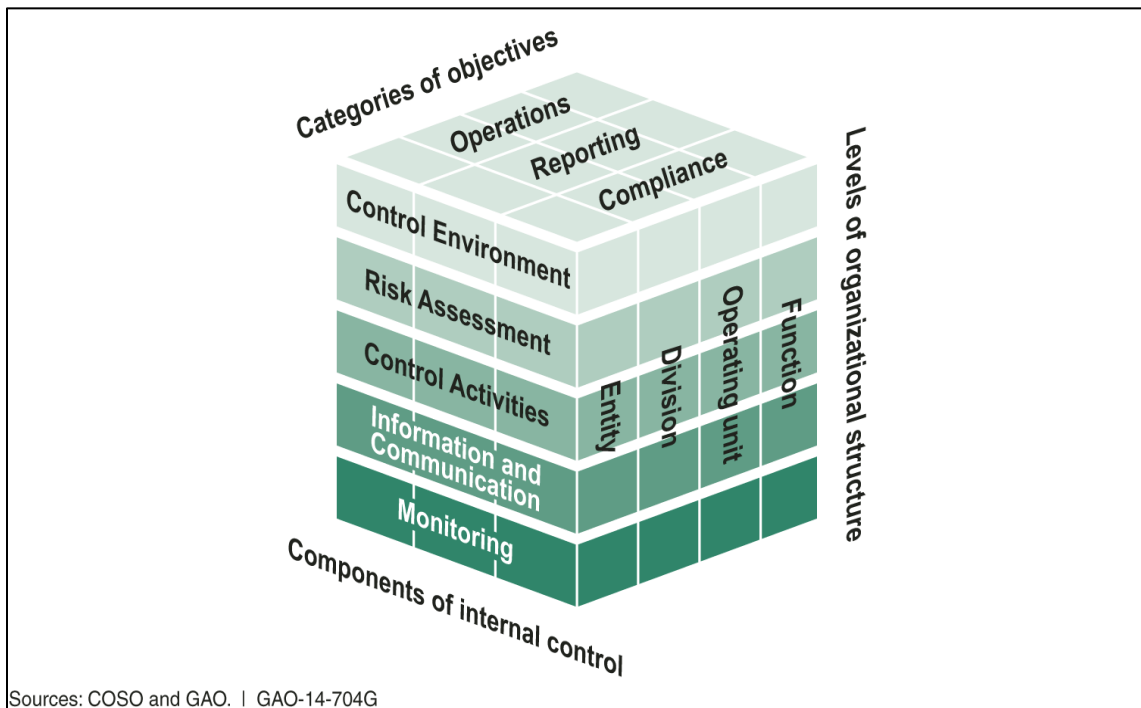 Categories of objectives
Operations
Reporting
Compliance
Control Environment
Risk Assessment
Control Activities
Information and
Communication
Monitoring
Entity
Division
Operating unit
Function
Levels of organizational structure
Components of internal control
Sources: COSO and GAO. | GAO-14-704G